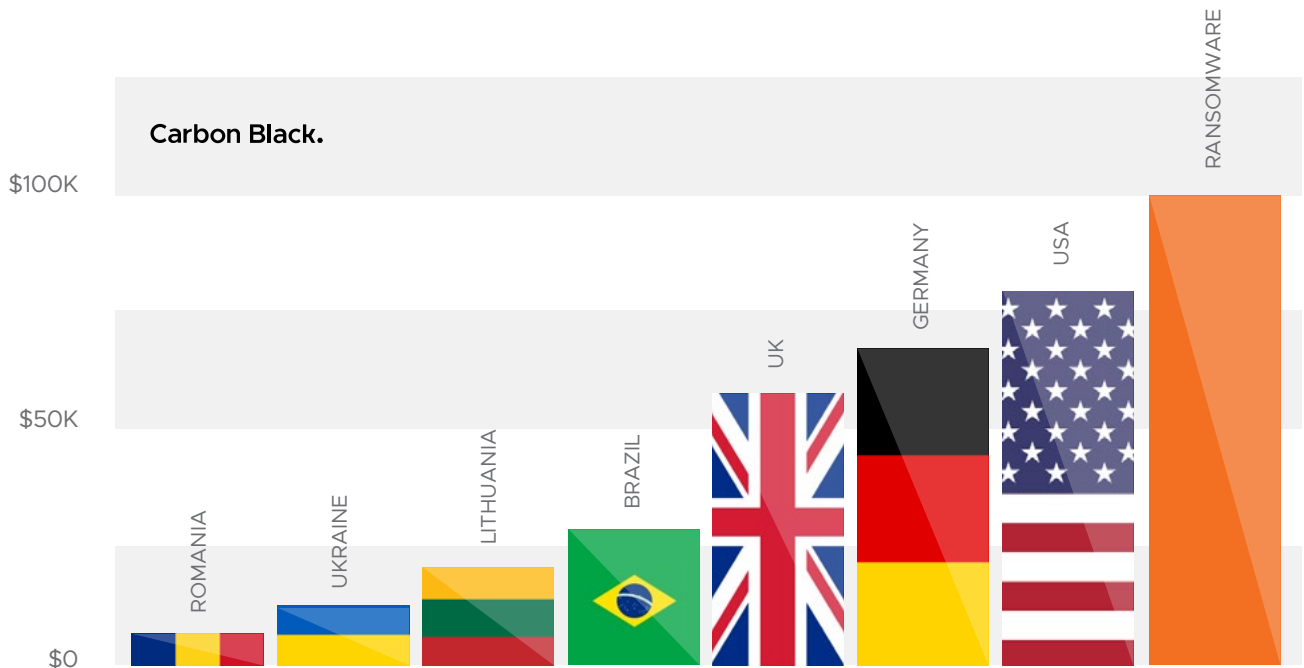 Carbon Black.
$100K
$50K
$0
ROMANIA
UKRAINE
LITHUANIA
BRAZIL
UK
GERMANY
USA
RANSOMWARE